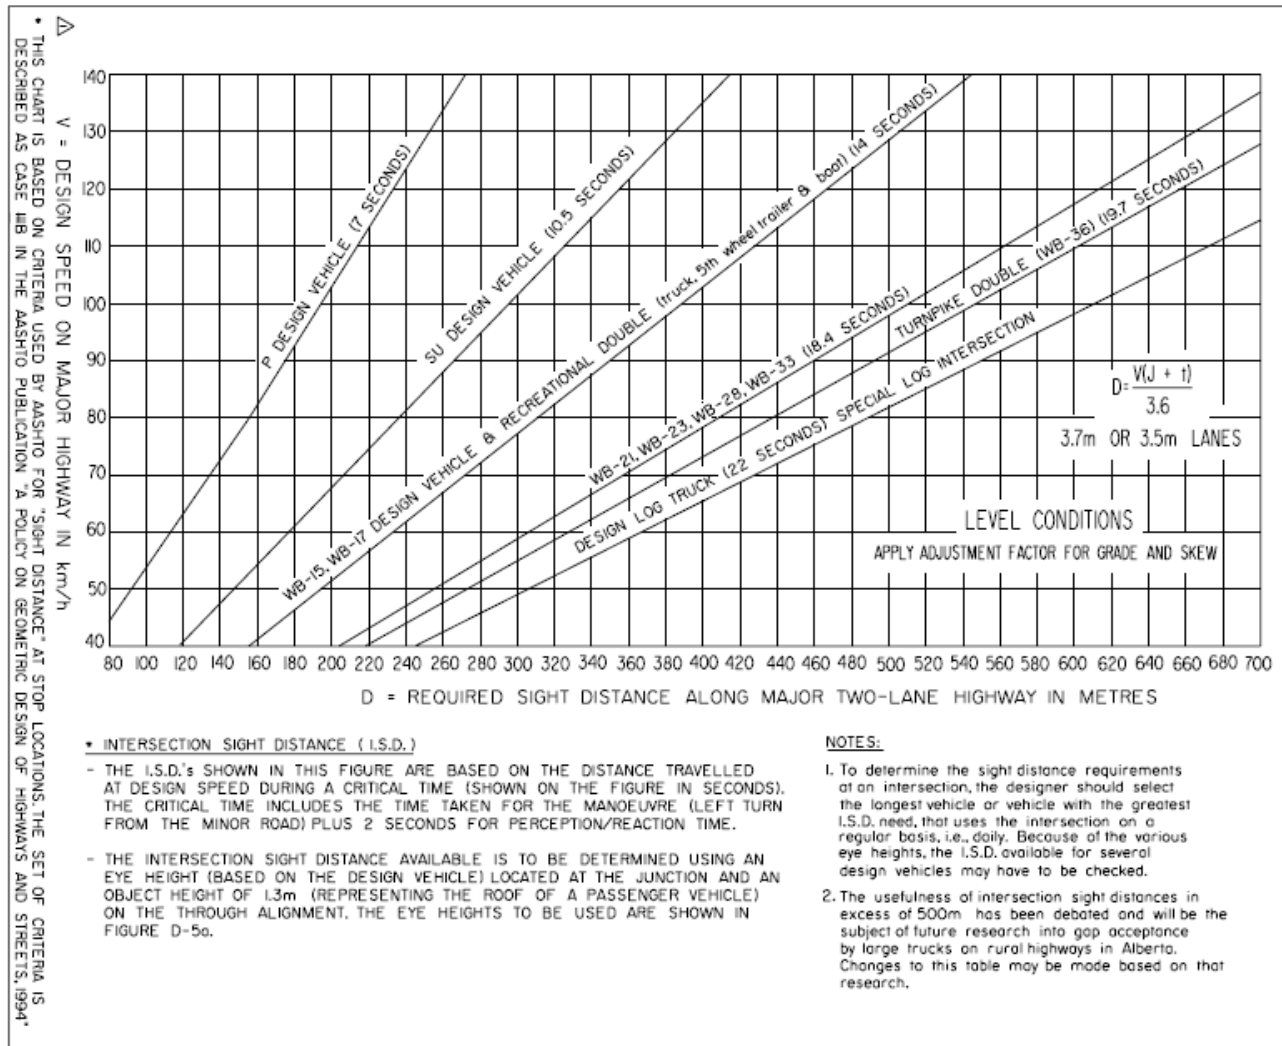 * THIS CHART IS BASED ON CRITERIA USED BY AASHTO FOR "SIGHT DISTANCE" AT STOP LOCATIONS. THE SET OF CRITERIA IS
DESCRIBED AS CASE IIIB IN THE AASHTO PUBLICATION "A POLICY ON GEOMETRIC DESIGN OF HIGHWAYS AND STREETS, 1994"
1
V = DESIGN SPEED ON MAJOR HIGHWAY IN km/h
140
130
120
110
100
90
80
70
60
50
40
P DESIGN VEHICLE (7 SECONDS)
SU DESIGN VEHICLE (10.5 SECONDS)
WB-15, WB-17 DESIGN VEHICLE & RECREATIONAL DOUBLE (truck, 5th wheel trailer & boat) (14 SECONDS)
WB-21, WB-23, WB-28, WB-33 (18.4 SECONDS)
TURNPIKE DOUBLE (WB-36) (19.7 SECONDS)
DESIGN LOG TRUCK (22 SECONDS) SPECIAL LOG INTERSECTION
D= V(J + t)
3.6
3.7m OR 3.5m LANES
LEVEL CONDITIONS
APPLY ADJUSTMENT FACTOR FOR GRADE AND SKEW
80 100 120 140 160 180 200 220 240 260 280 300 320 340 360 380 400 420 440 460 480 500 520 540 560 580 600 620 640 660 680 700
D = REQUIRED SIGHT DISTANCE ALONG MAJOR TWO-LANE HIGHWAY IN METRES
* INTERSECTION SIGHT DISTANCE ( I.S.D.)
- THE I.S.D.'s SHOWN IN THIS FIGURE ARE BASED ON THE DISTANCE TRAVELLED
AT DESIGN SPEED DURING A CRITICAL TIME (SHOWN ON THE FIGURE IN SECONDS).
THE CRITICAL TIME INCLUDES THE TIME TAKEN FOR THE MANOEUVRE (LEFT TURN
FROM THE MINOR ROAD) PLUS 2 SECONDS FOR PERCEPTION/REACTION TIME.
- THE INTERSECTION SIGHT DISTANCE AVAILABLE IS TO BE DETERMINED USING AN
EYE HEIGHT (BASED ON THE DESIGN VEHICLE) LOCATED AT THE JUNCTION AND AN
OBJECT HEIGHT OF 1.3m (REPRESENTING THE ROOF OF A PASSENGER VEHICLE)
ON THE THROUGH ALIGNMENT. THE EYE HEIGHTS TO BE USED ARE SHOWN IN
FIGURE D-5a.
NOTES:
1. To determine the sight distance requirements
at an intersection, the designer should select
the longest vehicle or vehicle with the greatest
I.S.D. need, that uses the intersection on a
regular basis, i.e., daily. Because of the various
eye heights, the I.S.D. available for several
design vehicles may have to be checked.
2. The usefulness of intersection sight distances in
excess of 500m has been debated and will be the
subject of future research into gap acceptance
by large trucks on rural highways in Alberta.
Changes to this table may be made based on that
research.